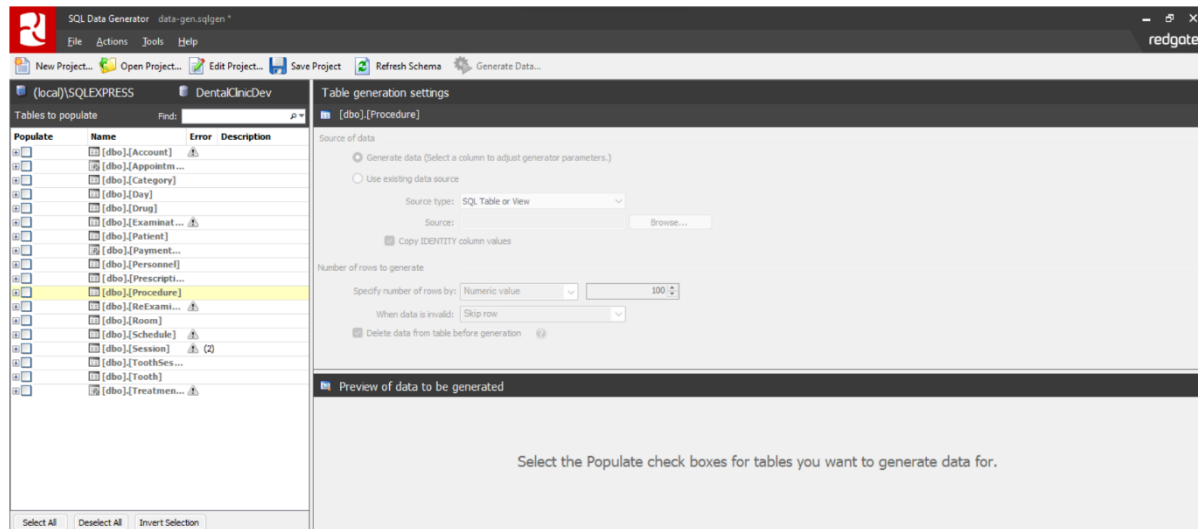 SQL Data Generator data-gen.sqlgen *
File Actions Tools Help
redgate
New Project... Open Project... Edit Project... Save Project Refresh Schema Generate Data...
(local)\SQLEXPRESS DentalClinicDev
Tables to populate Find:
Populate Name Error Description
[dbo].[Account]
[dbo].[Appointm...
[dbo].[Category]
[dbo].[Day]
[dbo].[Drug]
[dbo].[Examinat...
[dbo].[Patient]
[dbo].[Payment...
[dbo].[Personnel]
[dbo].[Prescripti...
[dbo].[Procedure]
[dbo].[ReExami...
[dbo].[Room]
[dbo].[Schedule]
[dbo].[Session] (2)
[dbo].[ToothSes...
[dbo].[Tooth]
[dbo].[Treatmen...
Select All Deselect All Invert Selection
Table generation settings
[dbo].[Procedure]
Source of data
Generate data (Select a column to adjust generator parameters.)
Use existing data source
Source type: SQL Table or View
Source: Browse...
Copy IDENTITY column values
Number of rows to generate
Specify number of rows by: Numeric value 100
When data is invalid: Skip row
Delete data from table before generation
Preview of data to be generated
Select the Populate check boxes for tables you want to generate data for.